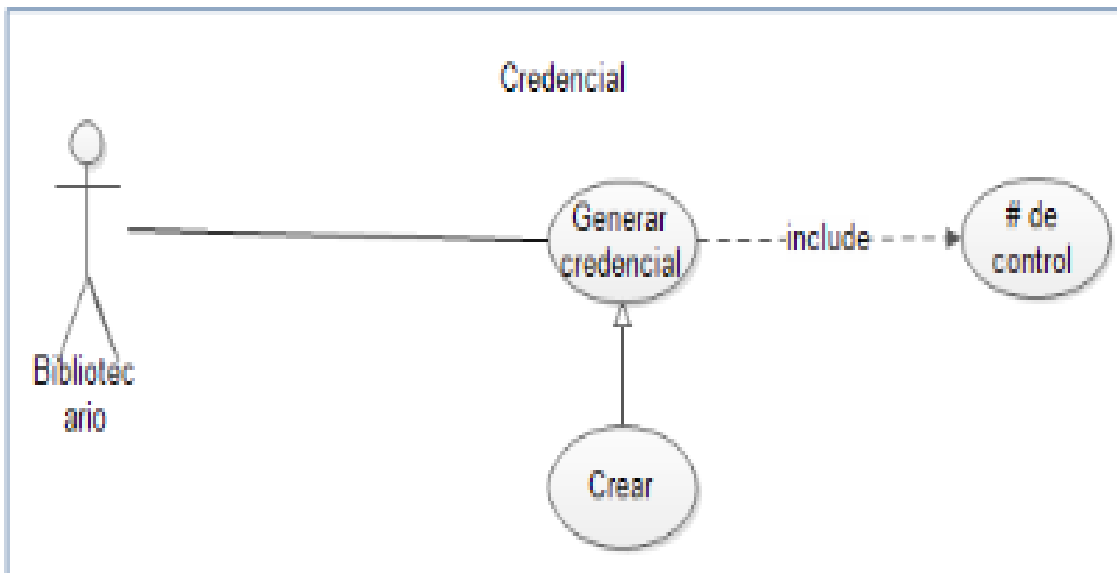 Credencial
Generar
credencial
include
# de
control
Bibliotec
ario
Crear